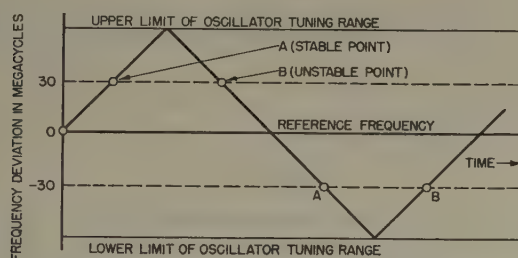 UPPER LIMIT OF OSCILLATOR TUNING RANGE
A (STABLE POINT)
B (UNSTABLE POINT)
30
REFERENCE FREQUENCY
0
TIME
-30
A
B
LOWER LIMIT OF OSCILLATOR TUNING RANGE
FREQUENCY DEVIATION IN MEGACYCLES